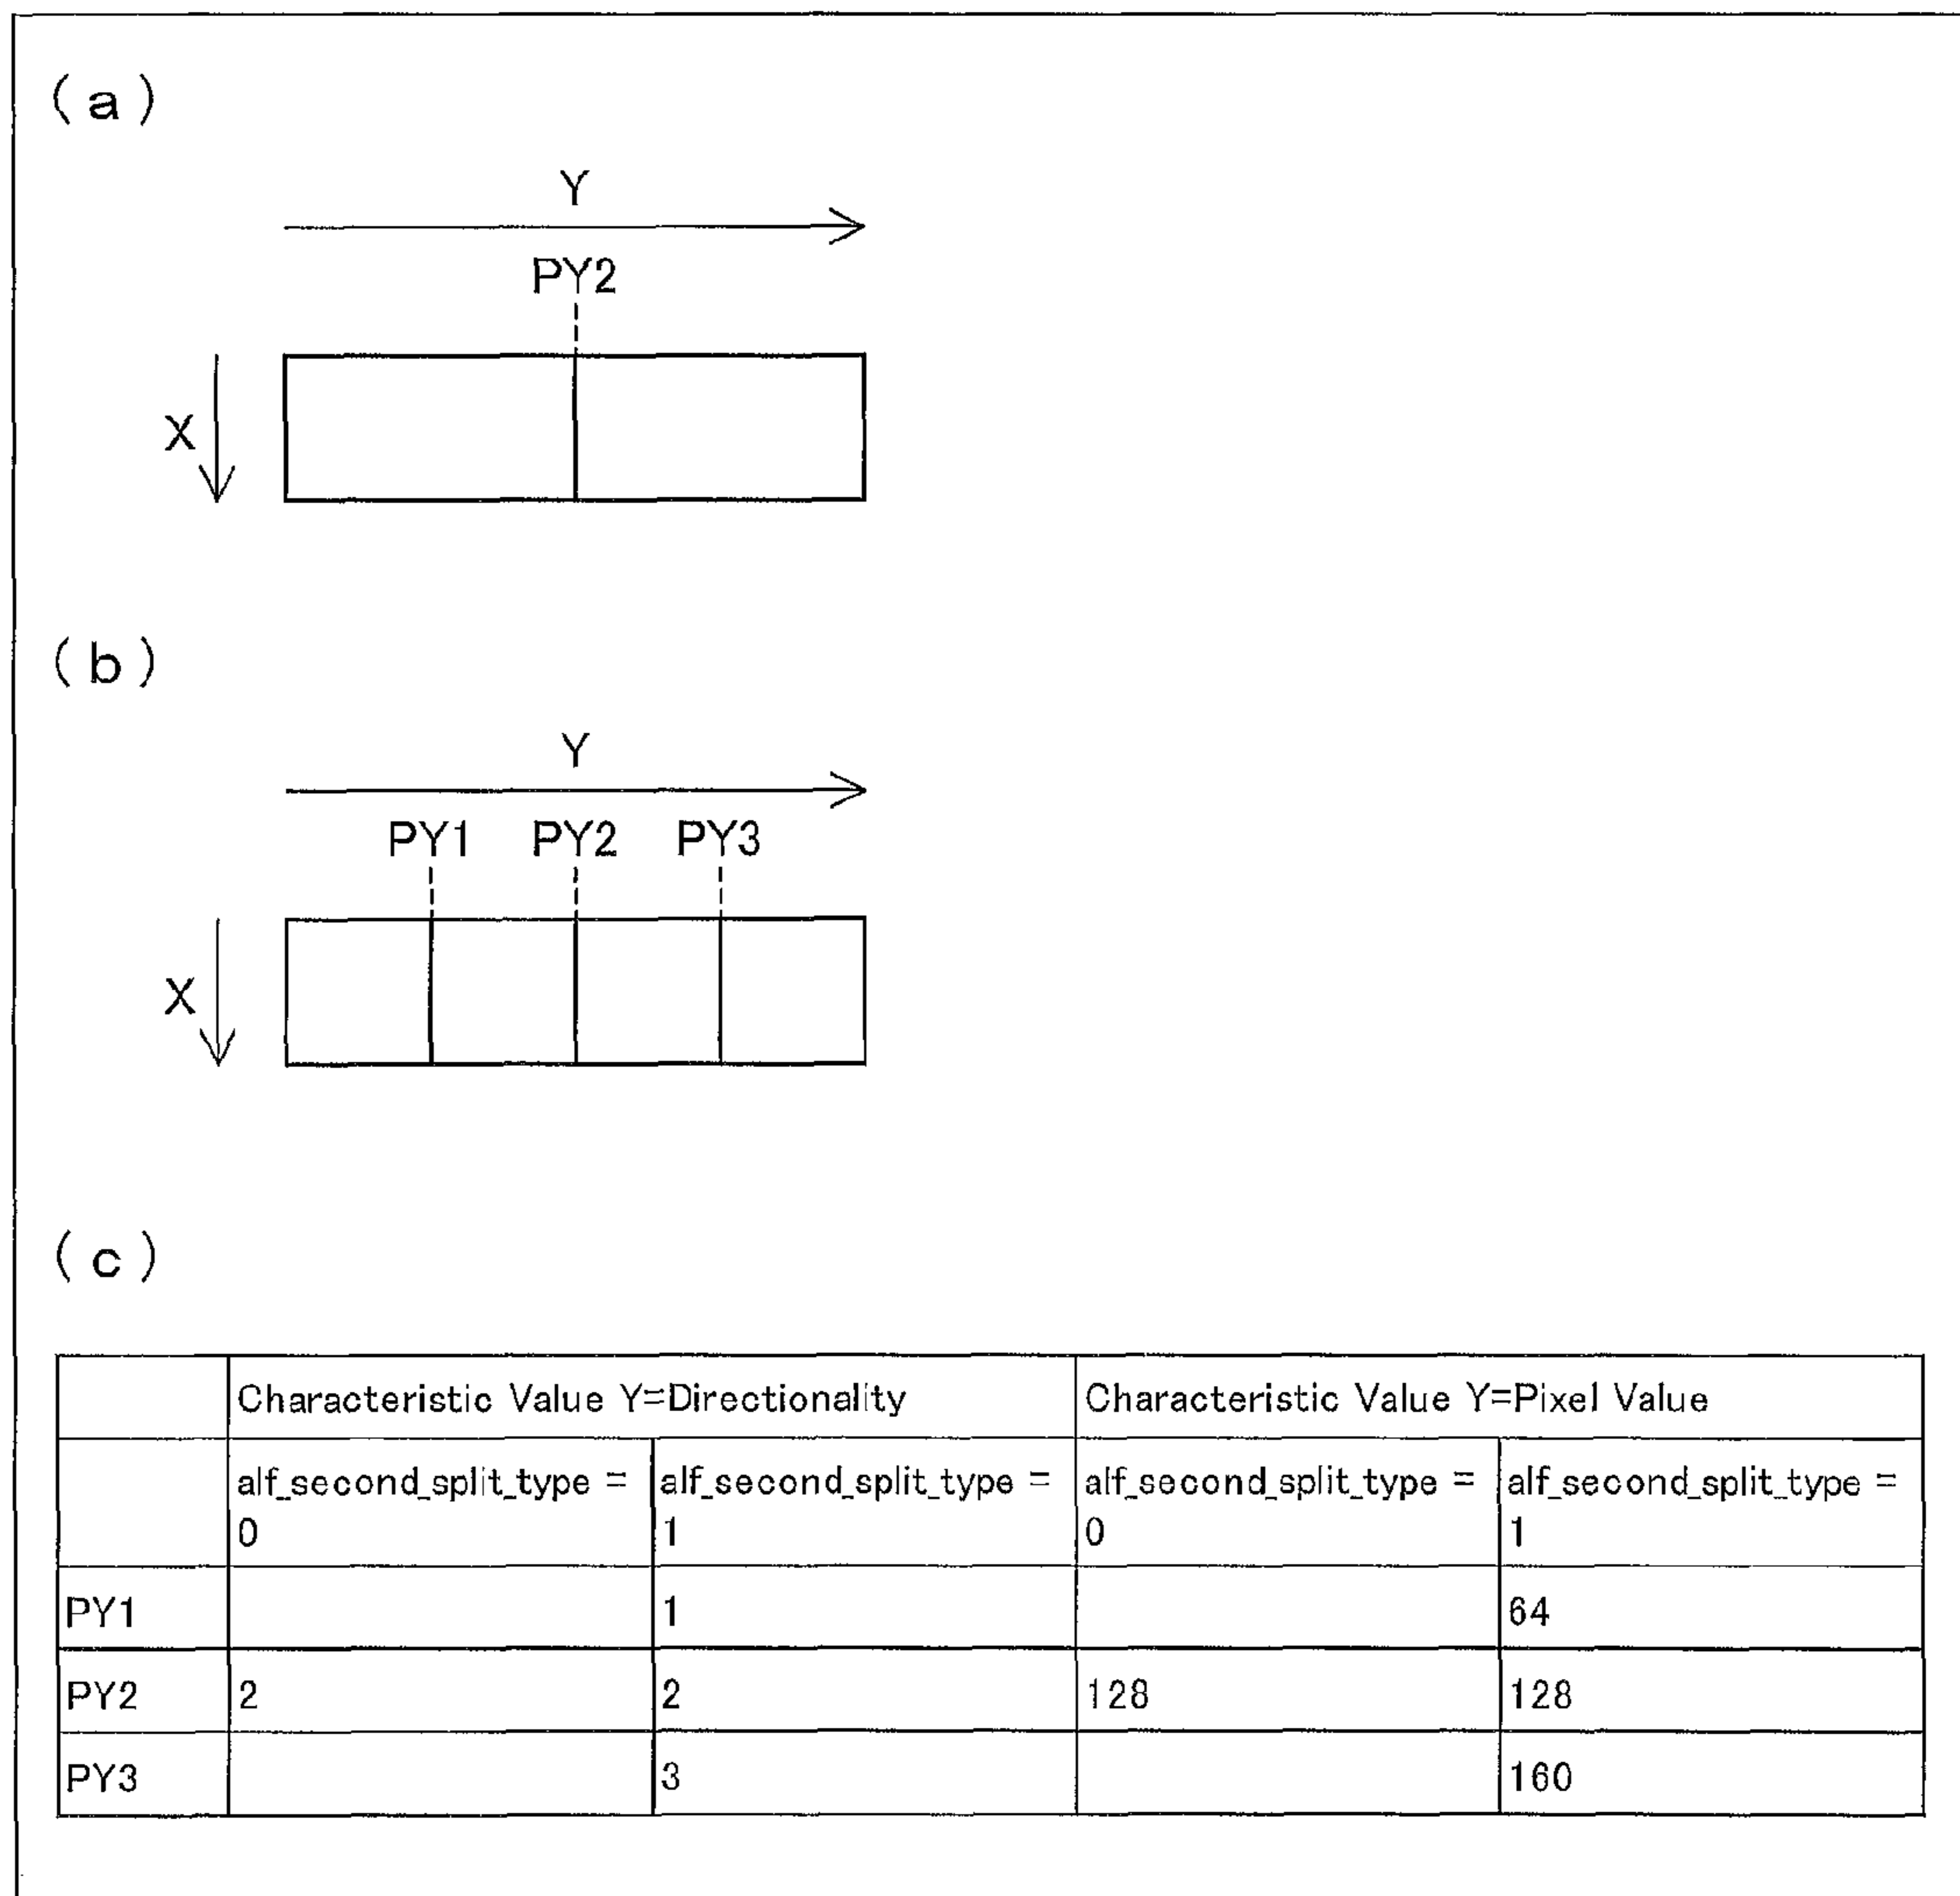 (a)
Y
PY2
X
(b)
Y
PY1 PY2 PY3
X
(c)
Characteristic Value Y=Directionality Characteristic Value Y=Pixel Value
alf_second_split_type = 0 alf_second_split_type = 1 alf_second_split_type = 0 alf_second_split_type = 1
PY1 1 64
PY2 2 2 128 128
PY3 3 160